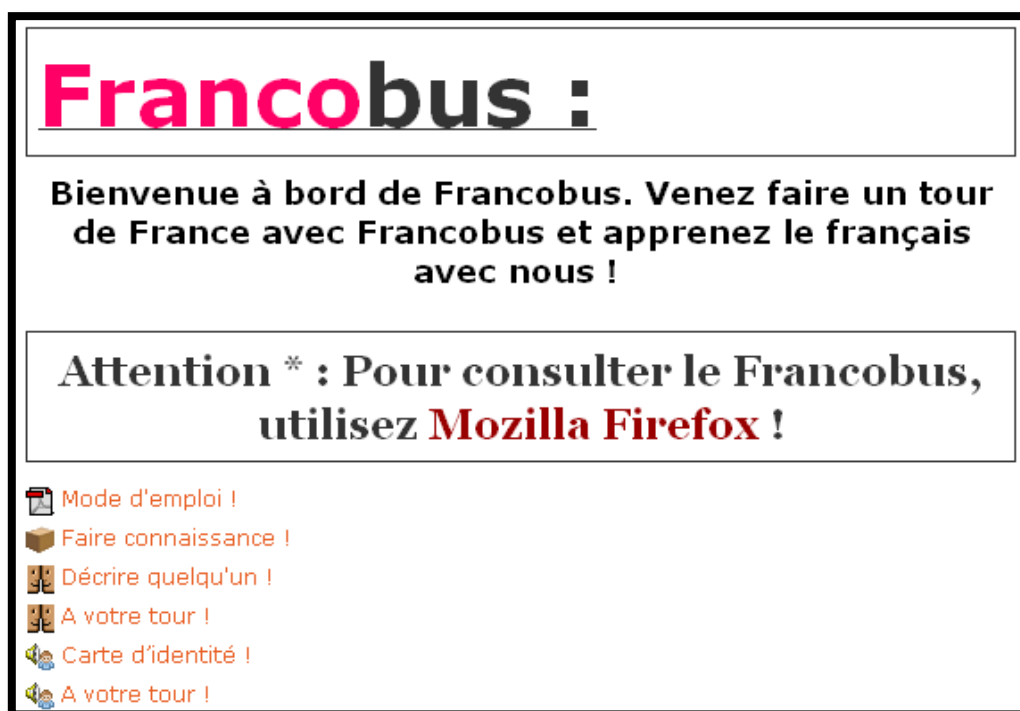 Francobus :
Bienvenue à bord de Francobus. Venez faire un tour
de France avec Francobus et apprenez le français
avec nous !
Attention * : Pour consulter le Francobus,
utilisez Mozilla Firefox !
Mode d'emploi !
Faire connaissance !
Décrire quelqu'un !
A votre tour !
Carte d’identité !
A votre tour !